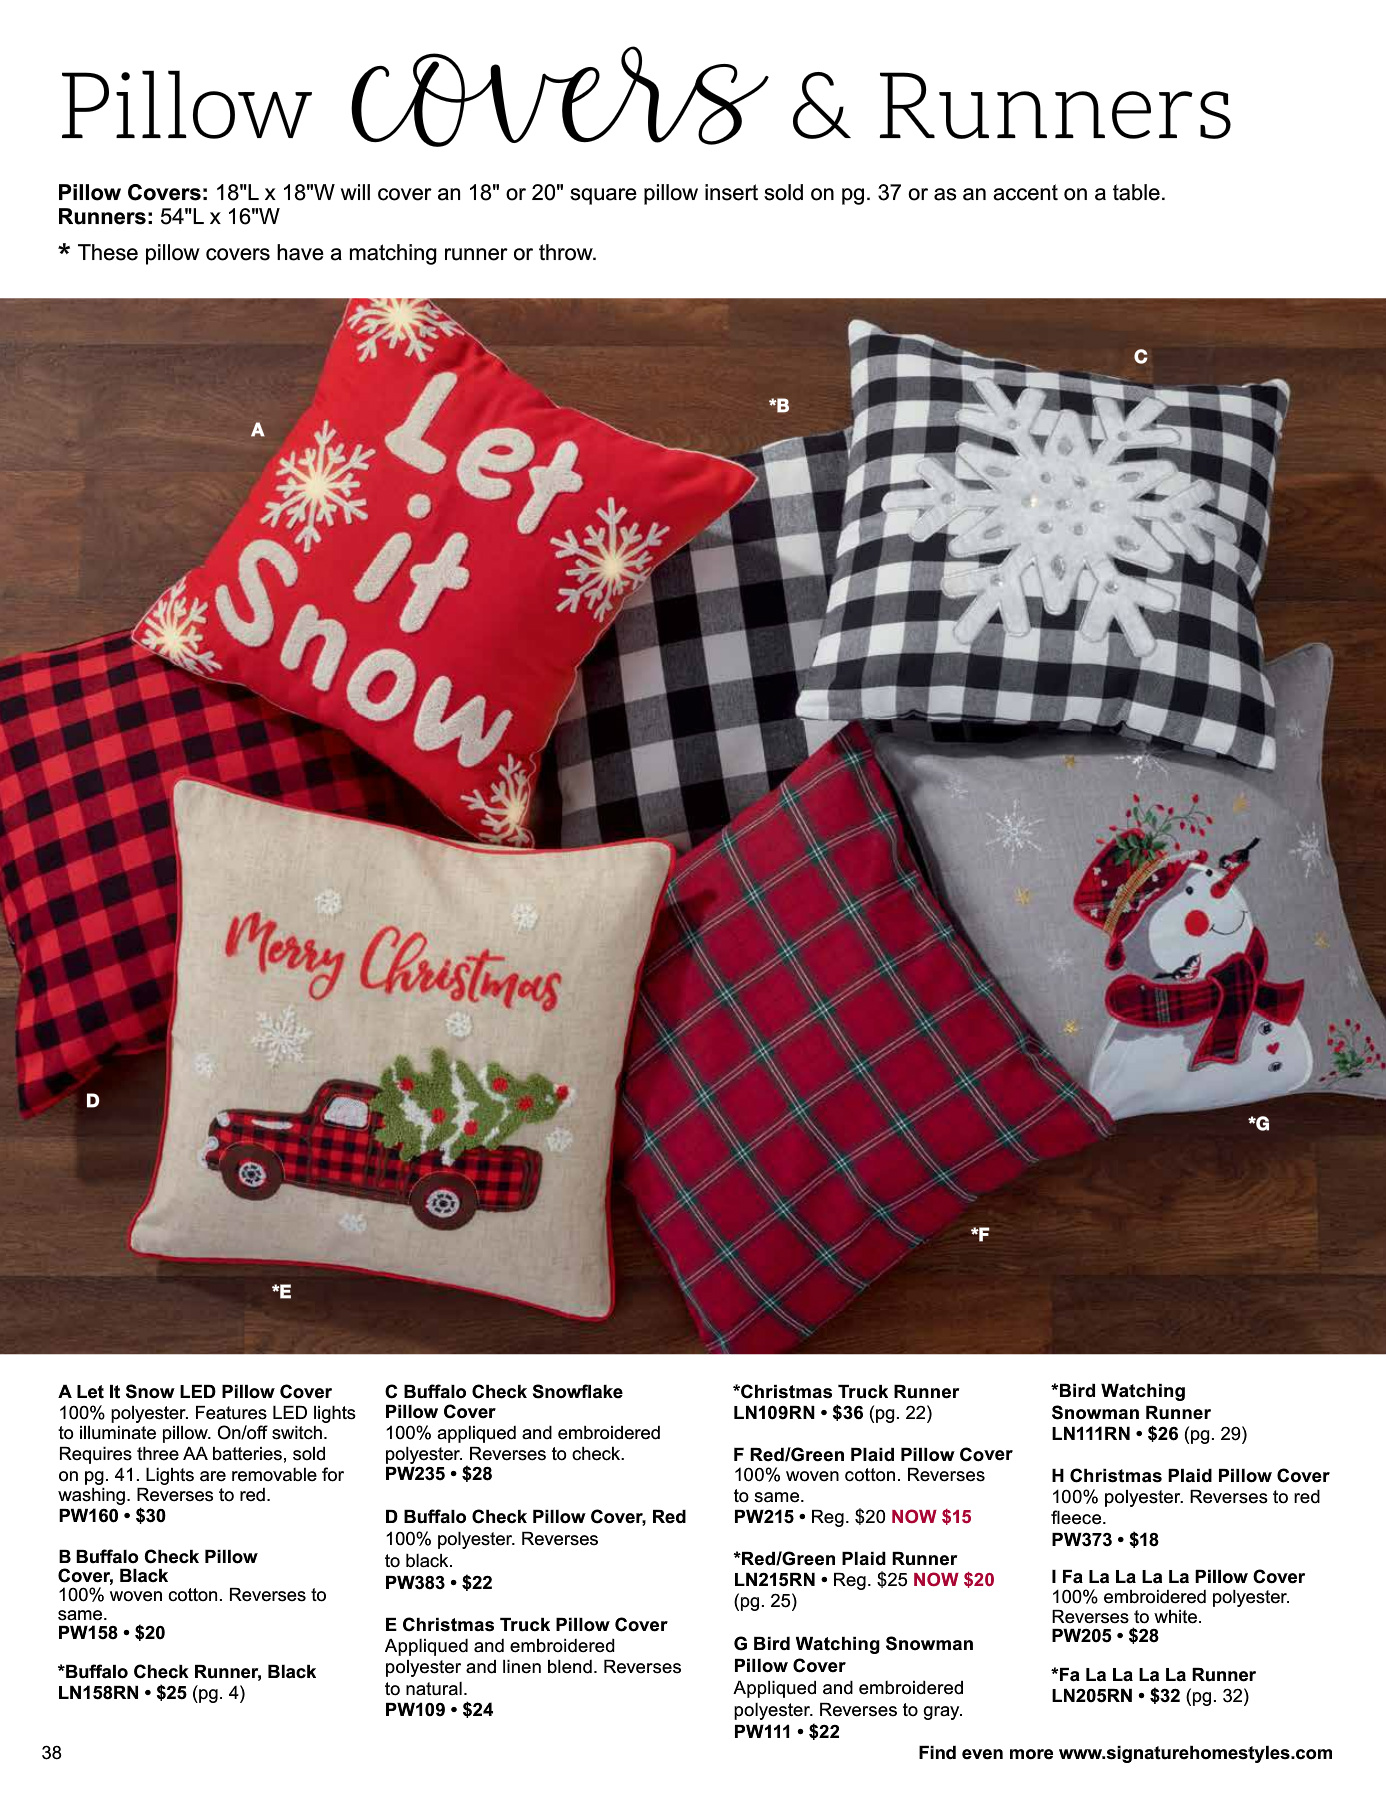 Pillow covers & Runners
Pillow Covers: 18"L x 18"W will cover an 18" or 20" square pillow insert sold on pg. 37 or as an accent on a table.
Runners: 54"L x 16"W
* These pillow covers have a matching runner or throw.
A
*B
C
Let
it
Snow
Merry Christmas
D
*E
*F
*G
A Let It Snow LED Pillow Cover
100% polyester. Features LED lights
to illuminate pillow. On/off switch.
Requires three AA batteries, sold
on pg. 41. Lights are removable for
washing. Reverses to red.
PW160 • $30
B Buffalo Check Pillow
Cover, Black
100% woven cotton. Reverses to
same.
PW158 • $20
*Buffalo Check Runner, Black
LN158RN • $25 (pg. 4)
C Buffalo Check Snowflake
Pillow Cover
100% appliqued and embroidered
polyester. Reverses to check.
PW235 • $28
D Buffalo Check Pillow Cover, Red
100% polyester. Reverses
to black.
PW383 • $22
E Christmas Truck Pillow Cover
Appliqued and embroidered
polyester and linen blend. Reverses
to natural.
PW109 • $24
*Christmas Truck Runner
LN109RN • $36 (pg. 22)
F Red/Green Plaid Pillow Cover
100% woven cotton. Reverses
to same.
PW215 • Reg. $20 NOW $15
*Red/Green Plaid Runner
LN215RN • Reg. $25 NOW $20
(pg. 25)
G Bird Watching Snowman
Pillow Cover
Appliqued and embroidered
polyester. Reverses to gray.
PW111 • $22
*Bird Watching
Snowman Runner
LN111RN • $26 (pg. 29)
H Christmas Plaid Pillow Cover
100% polyester. Reverses to red
fleece.
PW373 • $18
I Fa La La La La Pillow Cover
100% embroidered polyester.
Reverses to white.
PW205 • $28
*Fa La La La La Runner
LN205RN • $32 (pg. 32)
38
Find even more www.signaturehomestyles.com